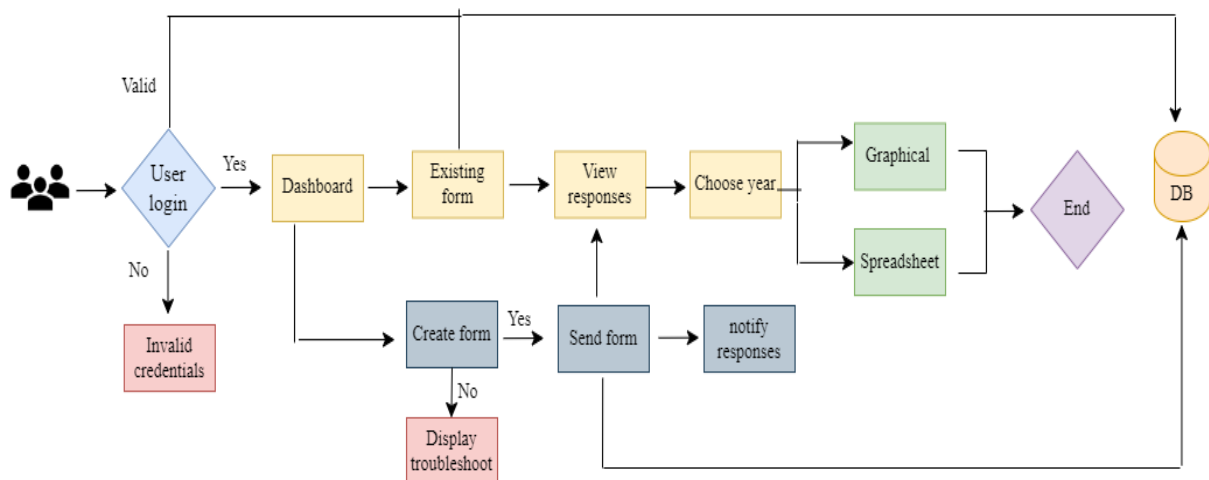 Valid
User
login
Yes
Dashboard
Existing
form
View
responses
Choose year
Graphical
Spreadsheet
End
DB
No
Invalid
credentials
Create form
Yes
Send form
notify
responses
No
Display
troubleshoot